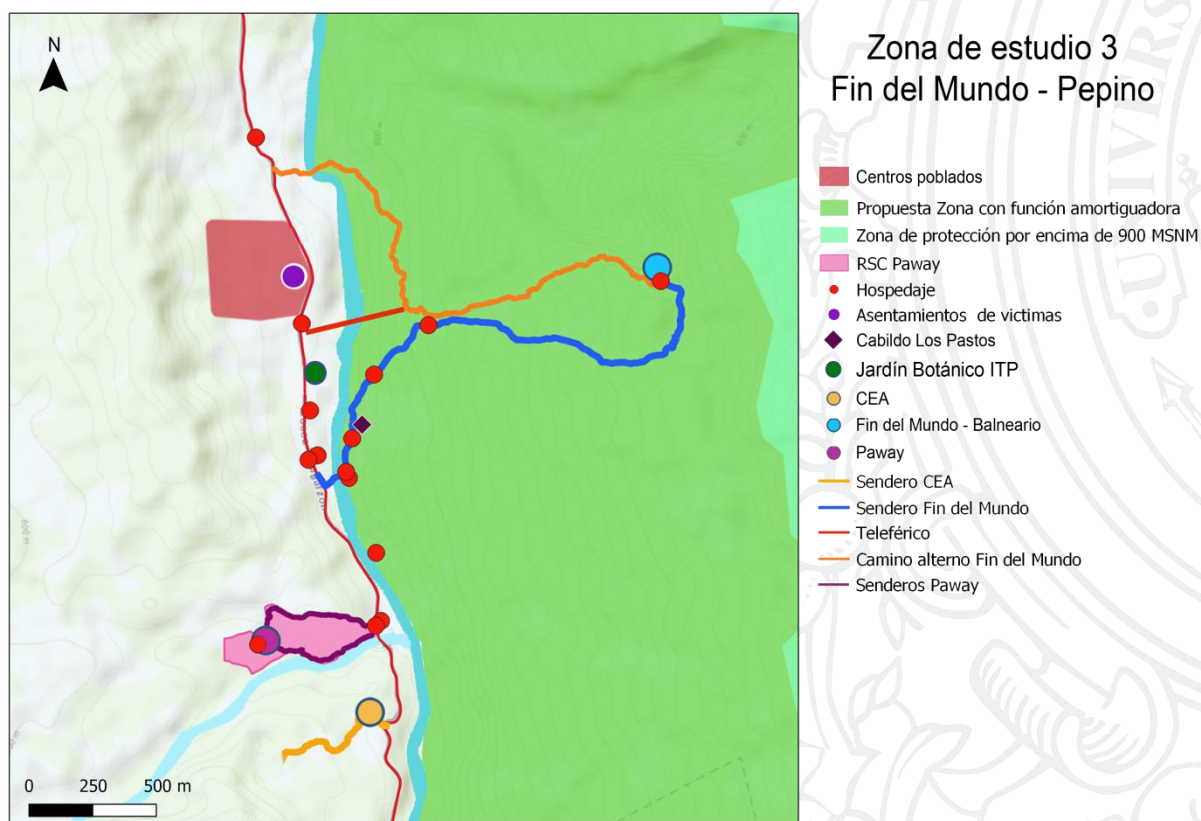 Zona de estudio 3
Fin del Mundo - Pepino
N
Centros poblados
Propuesta Zona con función amortiguadora
Zona de protección por encima de 900 MSNM
RSC Paway
Hospedaje
Asentamientos de victimas
Cabildo Los Pastos
Jardín Botánico ITP
CEA
Fin del Mundo - Balneario
Paway
Sendero CEA
Sendero Fin del Mundo
Teleférico
Camino alterno Fin del Mundo
Senderos Paway
0 250 500 m
UNIVERS